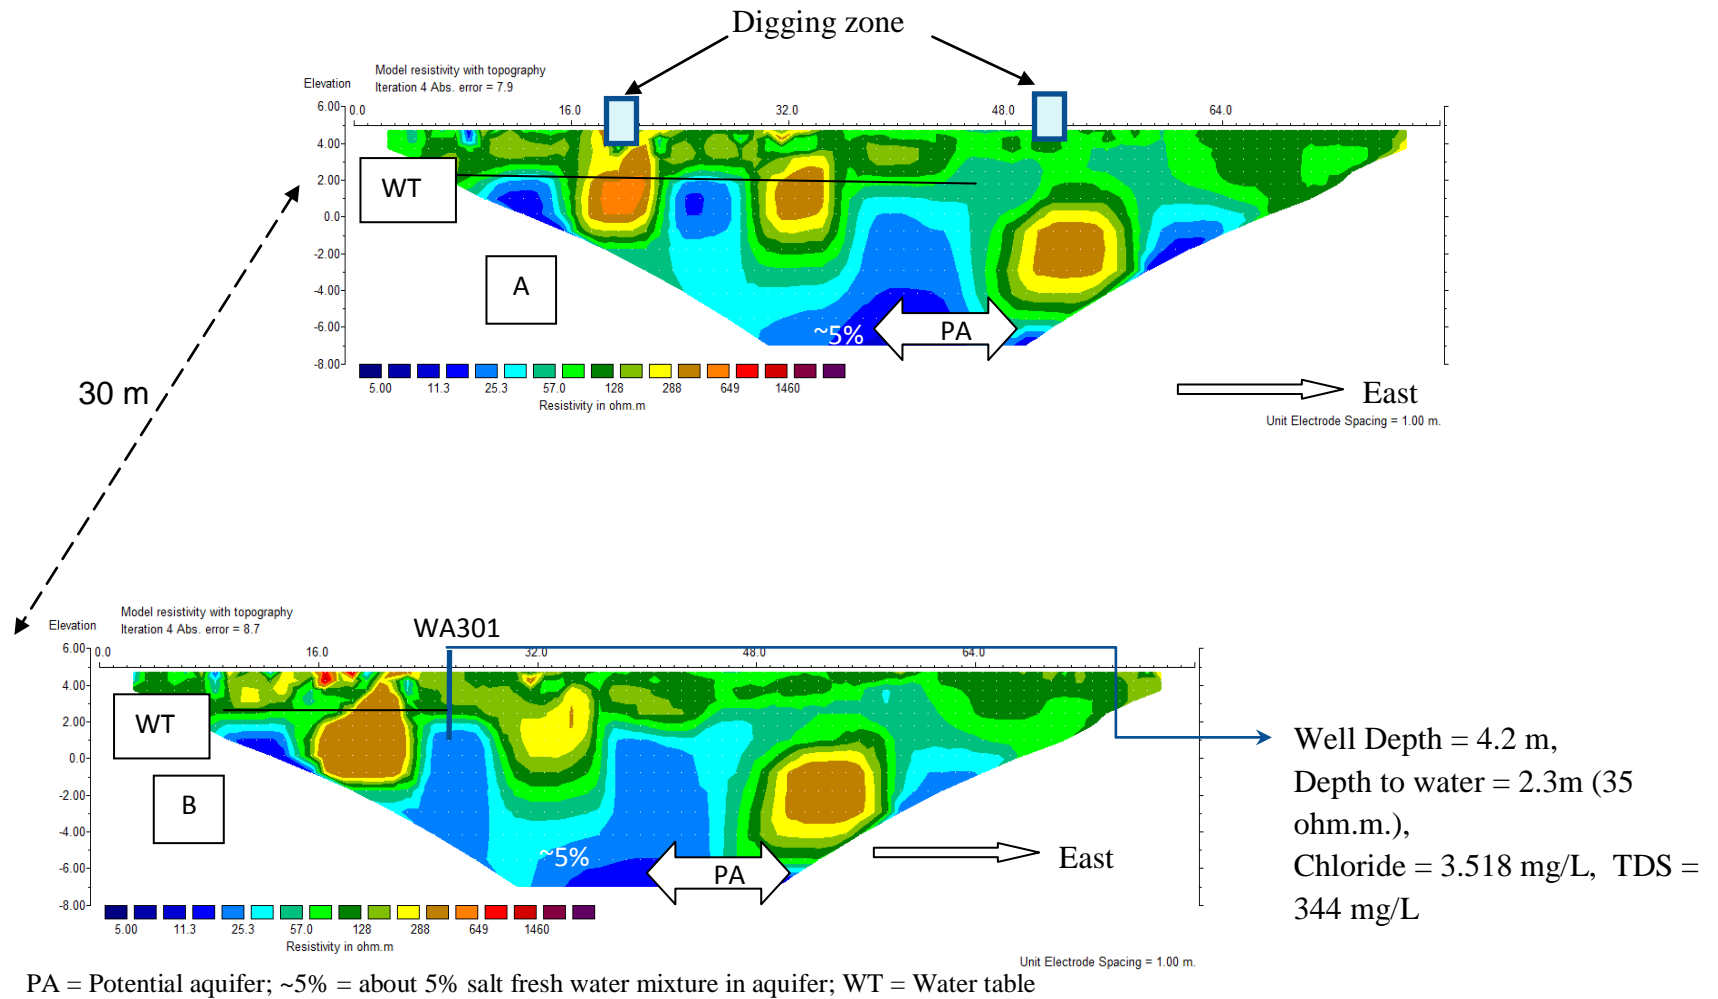 Digging zone
Model resistivity with topography
Iteration 4 Abs. error = 7.9
Elevation
6.00 0.0 16.0 32.0 48.0 64.0
4.00
2.00
0.0
-2.00
-4.00
-6.00
-8.00
WT
A
~5%
PA
5.00 11.3 25.3 57.0 128 288 649 1460
Resistivity in ohm.m
East
Unit Electrode Spacing = 1.00 m.
30 m
Model resistivity with topography
Iteration 4 Abs. error = 8.7
Elevation
WA301
6.00 0.0 16.0 32.0 48.0 64.0
4.00
2.00
0.0
-2.00
-4.00
-6.00
-8.00
WT
B
~5%
PA
East
5.00 11.3 25.3 57.0 128 288 649 1460
Resistivity in ohm.m
Unit Electrode Spacing = 1.00 m.
Well Depth = 4.2 m,
Depth to water = 2.3m (35
ohm.m.),
Chloride = 3.518 mg/L, TDS =
344 mg/L
PA = Potential aquifer; ~5% = about 5% salt fresh water mixture in aquifer; WT = Water table